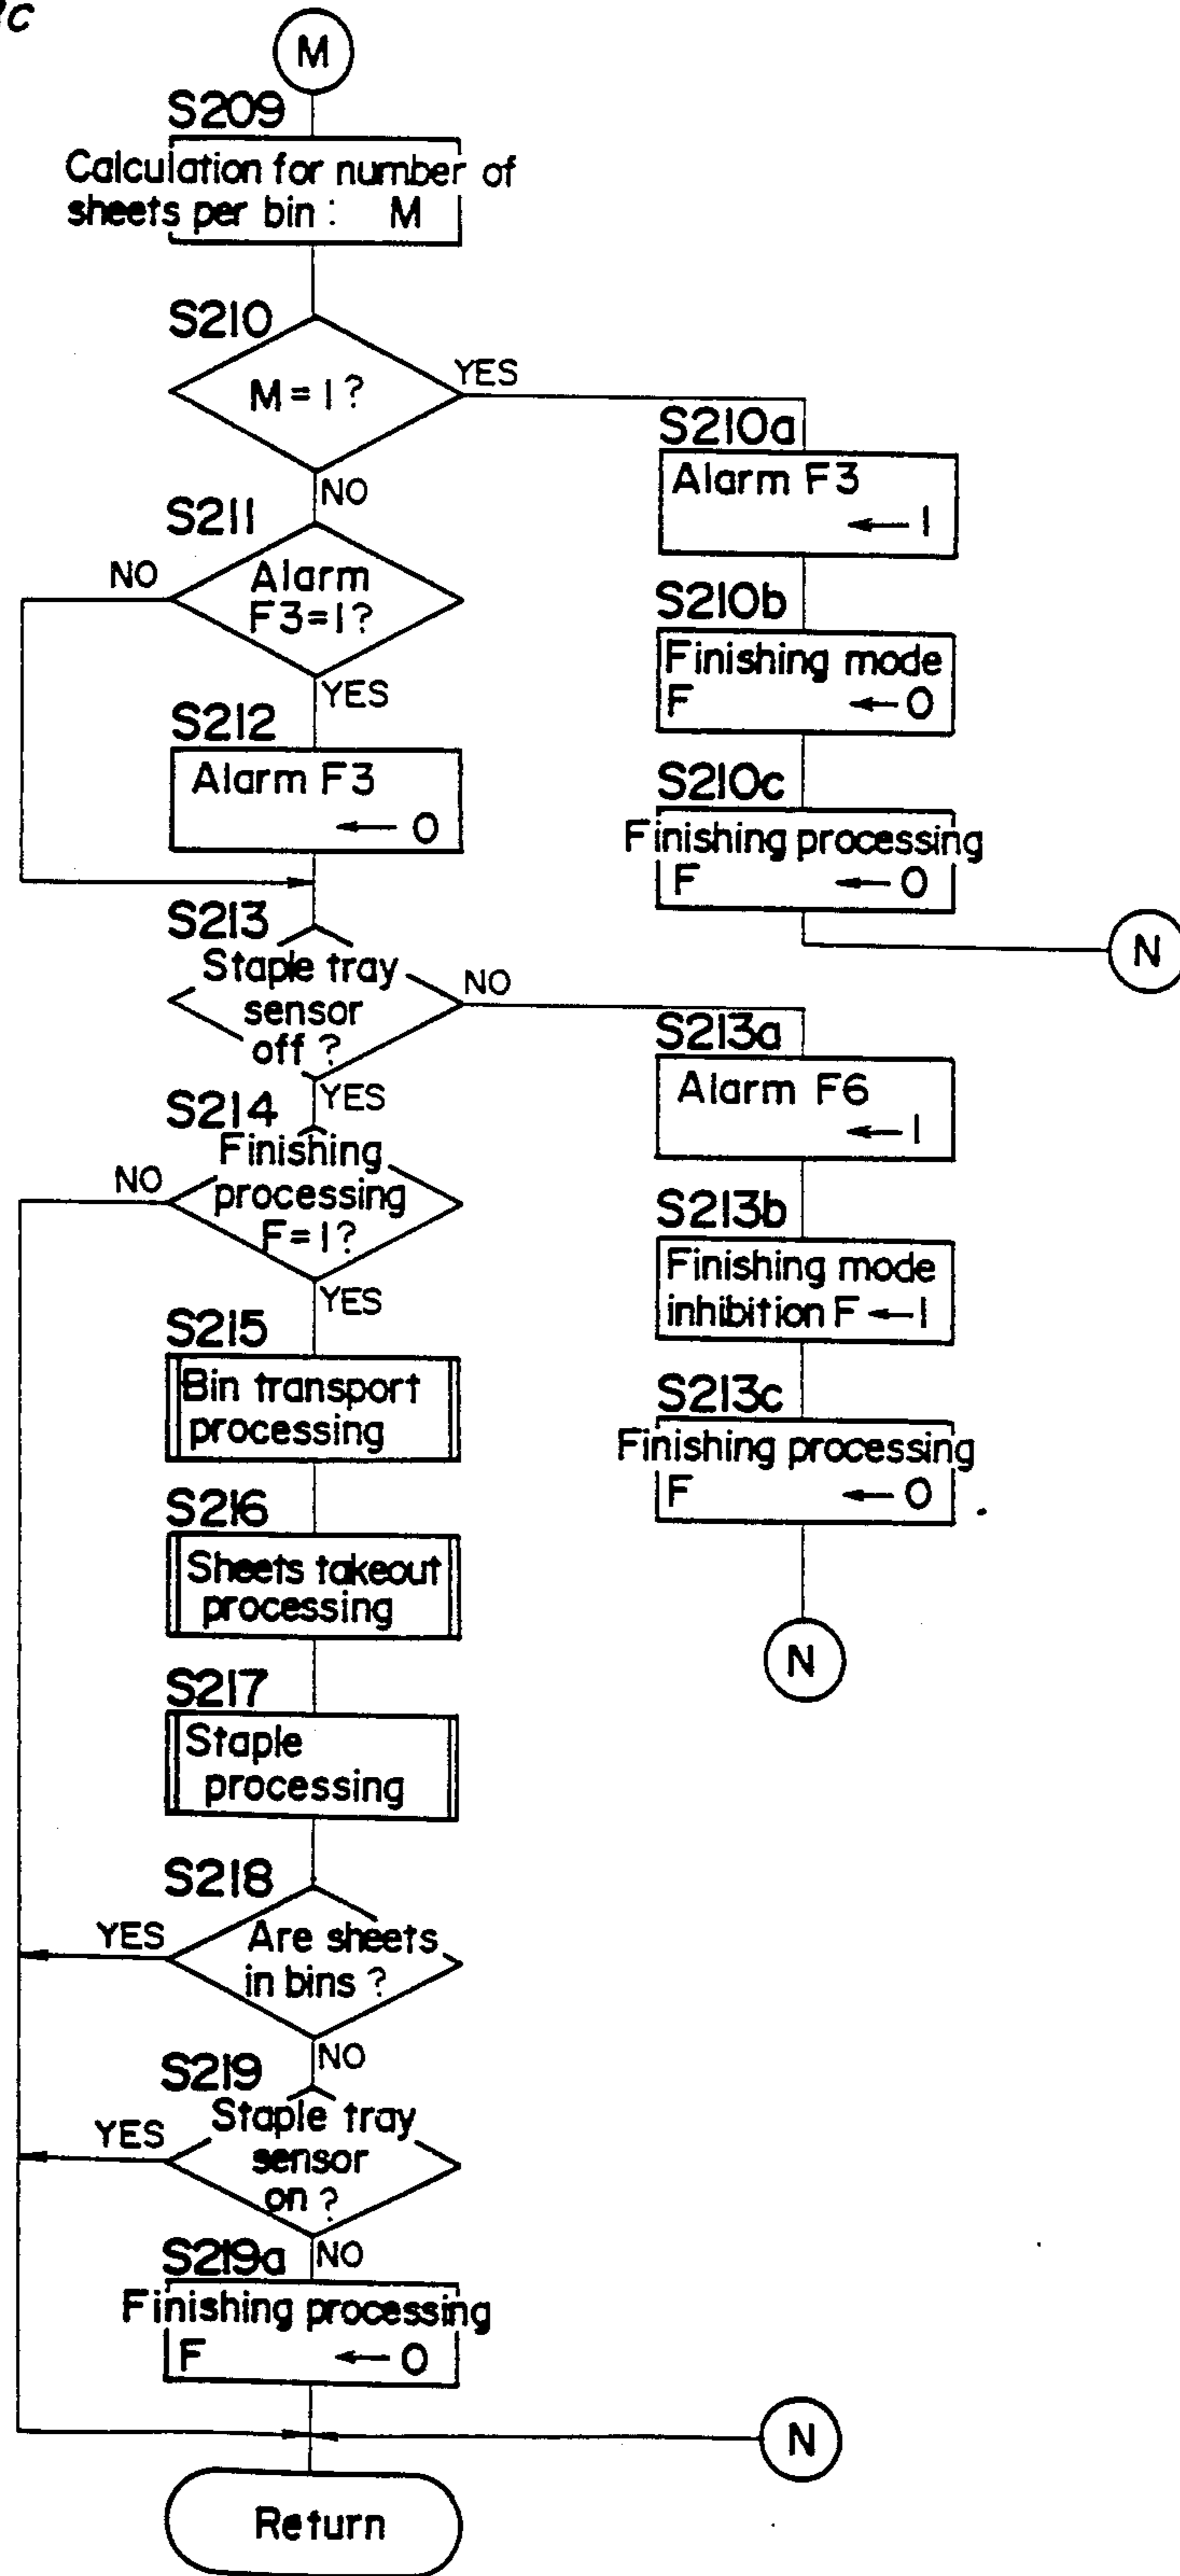 M
S209
Calculation for number of
sheets per bin : M
S210
M = 1 ?
YES
NO
S210a
Alarm F3
← 1
S210b
Finishing mode
F ← 0
S210c
Finishing processing
F ← 0
N
S211
Alarm
F3=1?
NO
YES
S212
Alarm F3
← 0
S213
Staple tray
sensor
off ?
NO
YES
S213a
Alarm F6
← 1
S213b
Finishing mode
inhibition F ← 1
S213c
Finishing processing
F ← 0
N
S214
Finishing
processing
F=1?
NO
YES
S215
Bin transport
processing
S216
Sheets takeout
processing
S217
Staple
processing
S218
Are sheets
in bins ?
YES
NO
S219
Staple tray
sensor
on ?
YES
NO
S219a
Finishing processing
F ← 0
N
Return